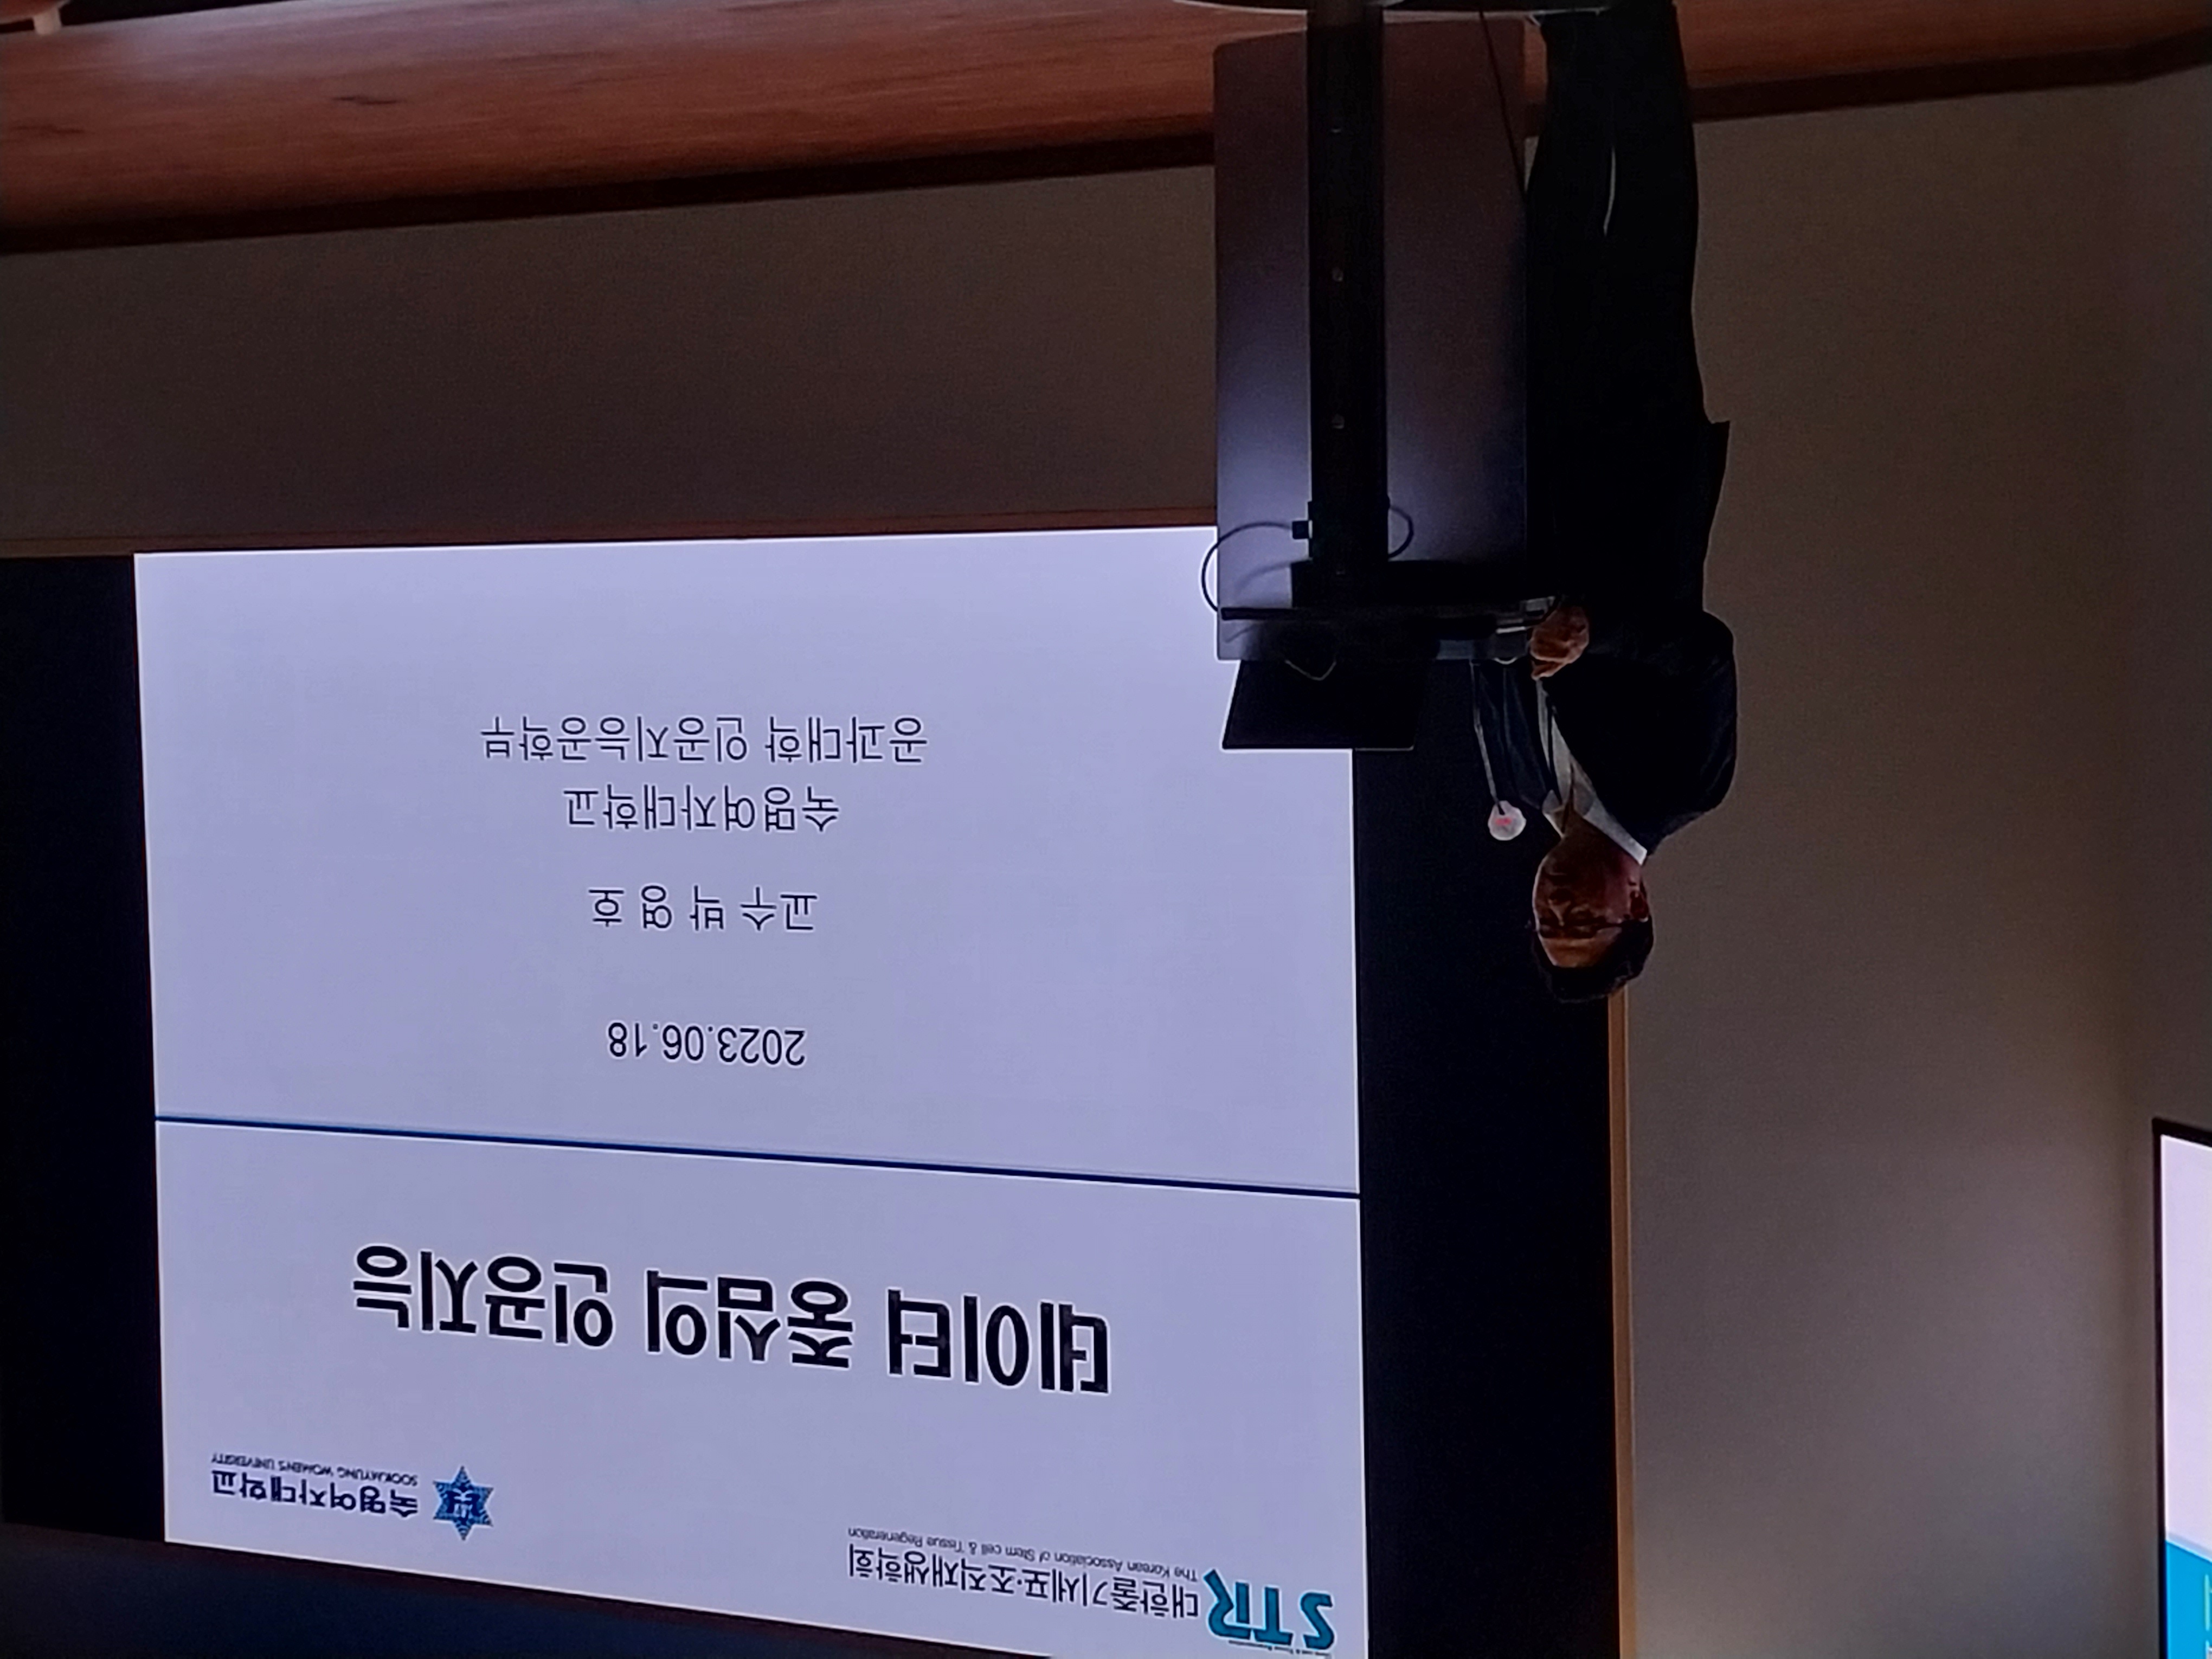 STR
대한줄기세포·조직재생학회
The Korean Association of Stem cell & Tissue Regeneration
숙명여자대학교
SOOKMYUNG WOMEN'S UNIVERSITY
데이터 중심의 인공지능
2023.06.18
교수 박 영 호
숙명여자대학교
공과대학 인공지능공학부